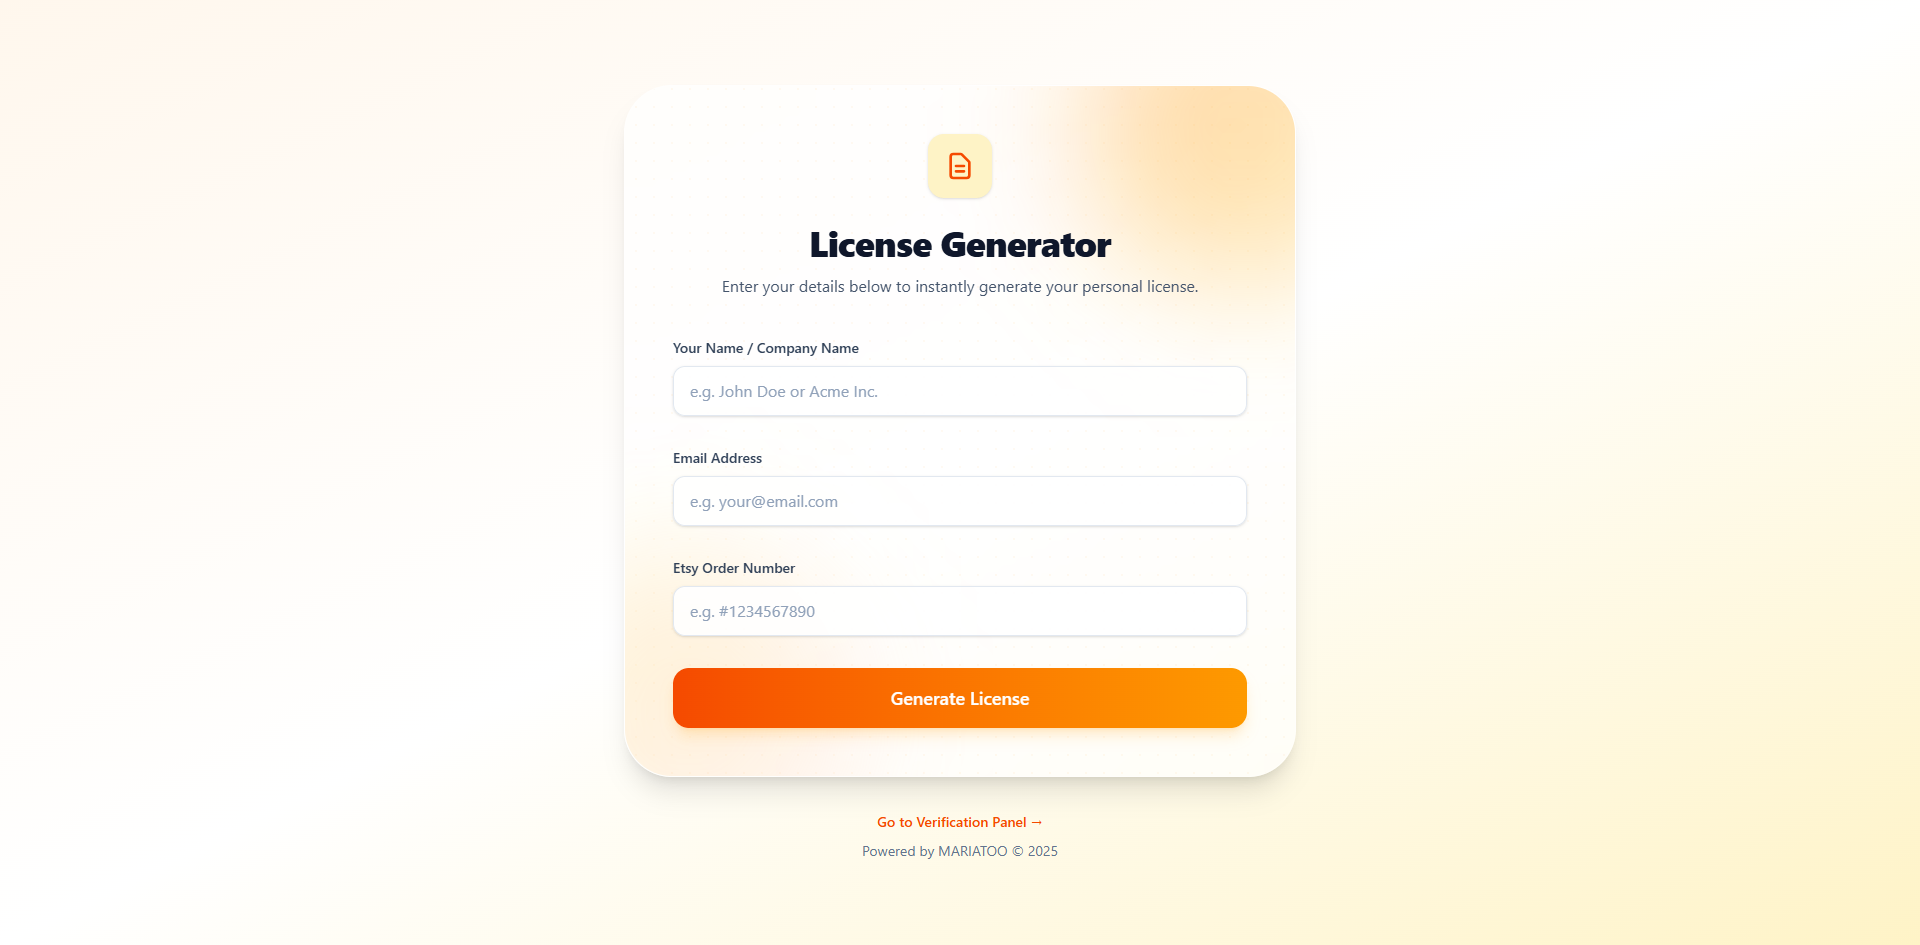 License Generator
Enter your details below to instantly generate your personal license.
Your Name / Company Name
e.g. John Doe or Acme Inc.
Email Address
e.g. your@email.com
Etsy Order Number
e.g. #1234567890
Generate License
Go to Verification Panel →
Powered by MARIATOO © 2025